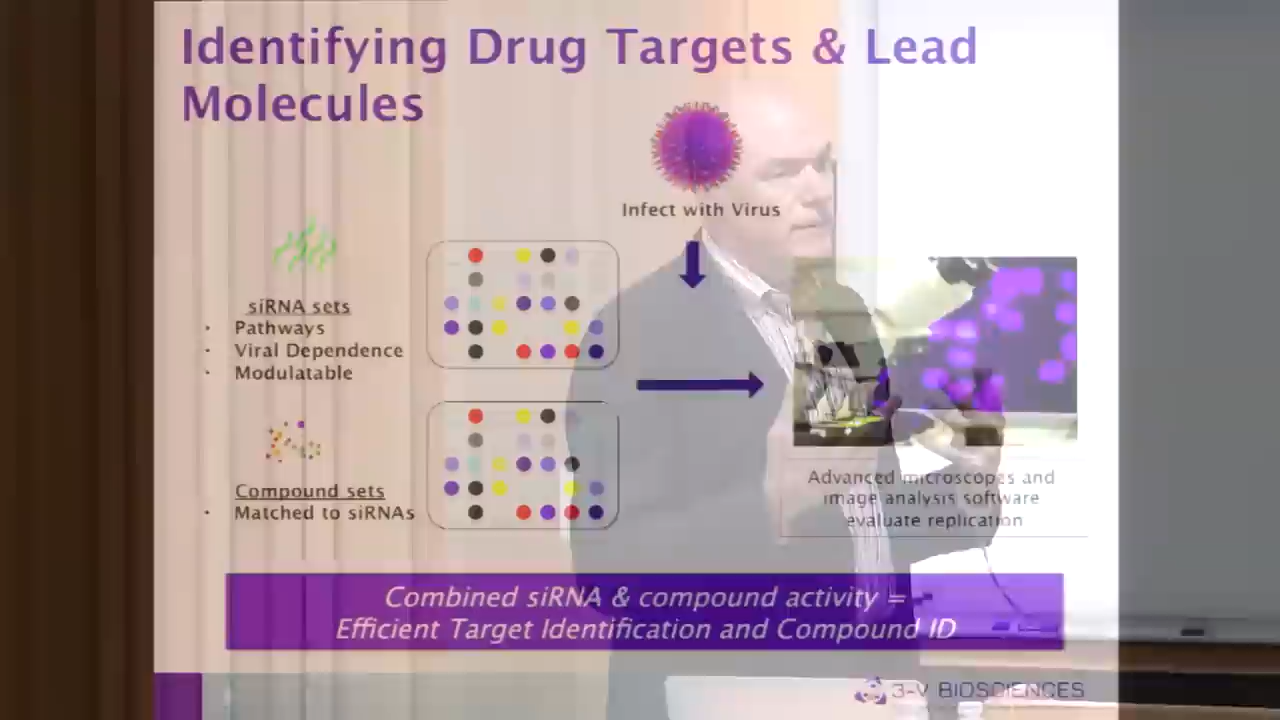 Identifying Drug Targets & Lead
Molecules
Infect with Virus
siRNA sets
· Pathways
· Viral Dependence
· Modulatable
Compound sets
· Matched to siRNAs
Advanced microscopes and
image analysis software
evaluate replication
Combined siRNA & compound activity =
Efficient Target Identification and Compound ID
3-V BIOSCIENCES